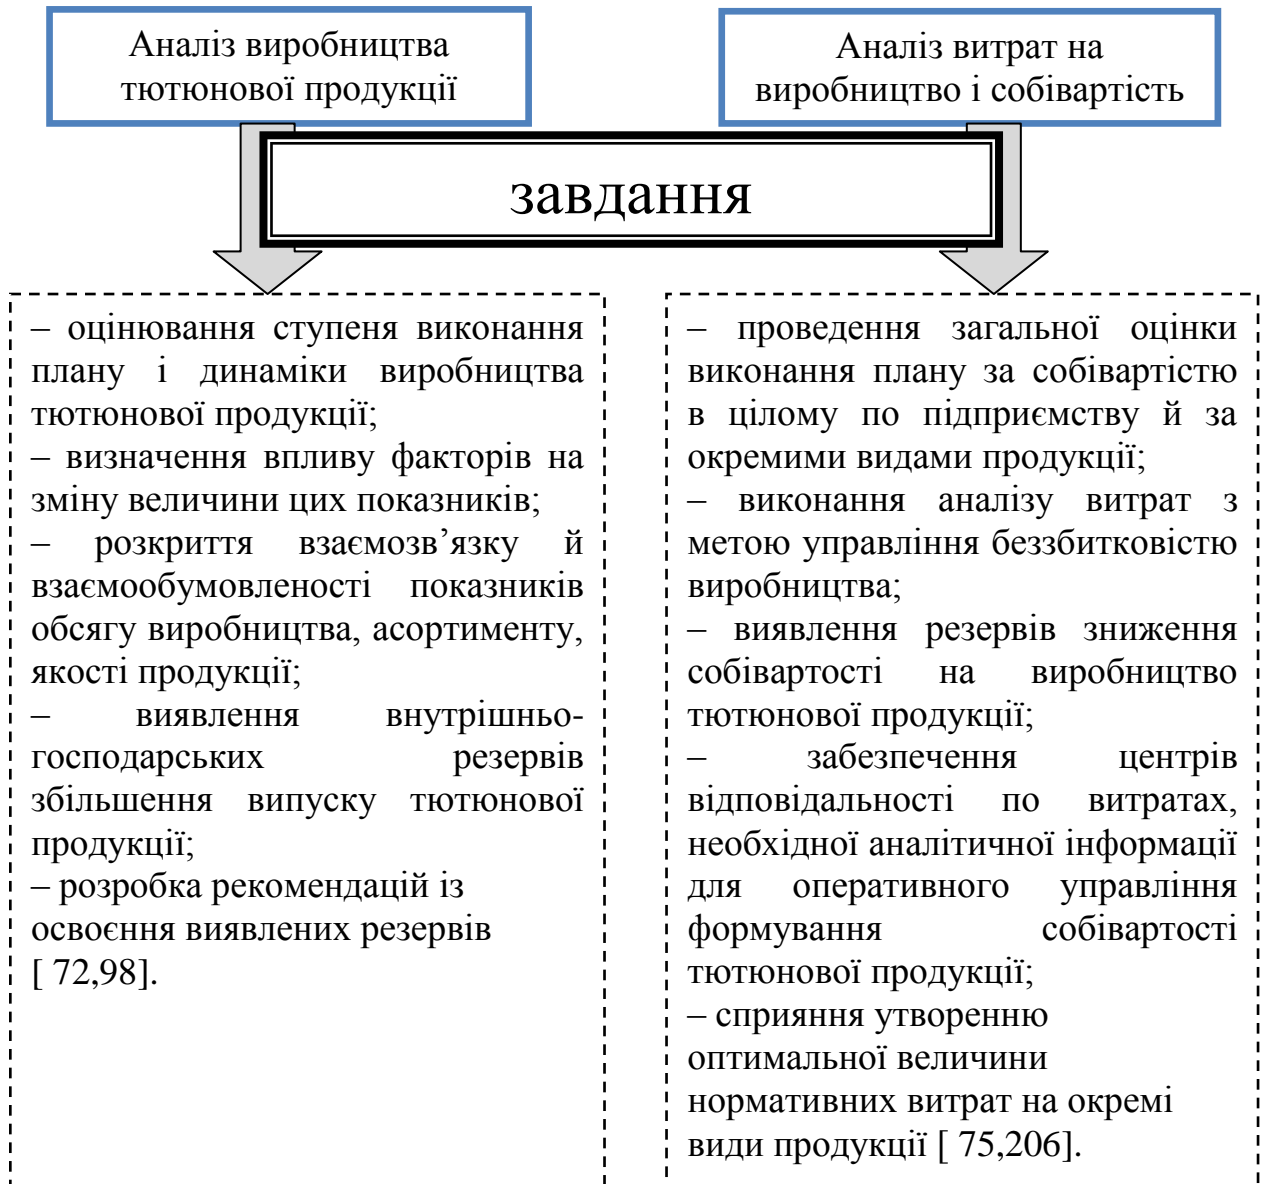 Аналіз виробництва
тютюнової продукції
Аналіз витрат на
виробництво і собівартість
завдання
– оцінювання ступеня виконання
плану і динаміки виробництва
тютюнової продукції;
– визначення впливу факторів на
зміну величини цих показників;
– розкриття взаємозв’язку й
взаємообумовленості показників
обсягу виробництва, асортименту,
якості продукції;
– виявлення внутрішньо-
господарських резервів
збільшення випуску тютюнової
продукції;
– розробка рекомендацій із
освоєння виявлених резервів
[ 72,98].
– проведення загальної оцінки
виконання плану за собівартістю
в цілому по підприємству й за
окремими видами продукції;
– виконання аналізу витрат з
метою управління беззбитковістю
виробництва;
– виявлення резервів зниження
собівартості на виробництво
тютюнової продукції;
– забезпечення центрів
відповідальності по витратах,
необхідної аналітичної інформації
для оперативного управління
формування собівартості
тютюнової продукції;
– сприяння утворенню
оптимальної величини
нормативних витрат на окремі
види продукції [ 75,206].